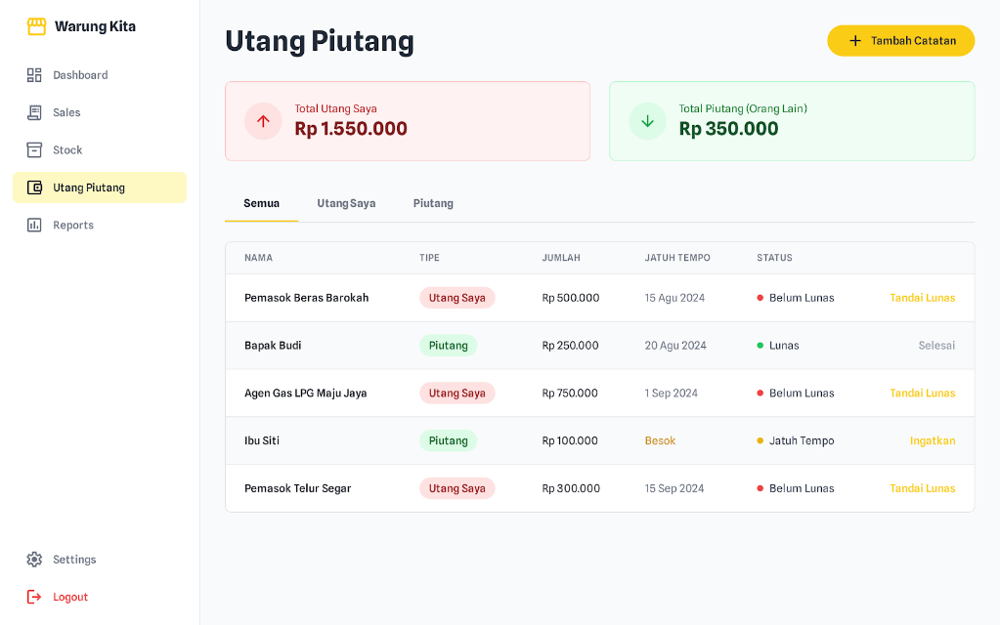 Warung Kita
Dashboard
Sales
Stock
Utang Piutang
Reports
Settings
Logout
Utang Piutang
Tambah Catatan
Total Utang Saya
Rp 1.550.000
Total Piutang (Orang Lain)
Rp 350.000
Semua Utang Saya Piutang
NAMA TIPE JUMLAH JATUH TEMPO STATUS
Pemasok Beras Barokah Utang Saya Rp 500.000 15 Agu 2024 Belum Lunas Tandai Lunas
Bapak Budi Piutang Rp 250.000 20 Agu 2024 Lunas Selesai
Agen Gas LPG Maju Jaya Utang Saya Rp 750.000 1 Sep 2024 Belum Lunas Tandai Lunas
Ibu Siti Piutang Rp 100.000 Besok Jatuh Tempo Ingatkan
Pemasok Telur Segar Utang Saya Rp 300.000 15 Sep 2024 Belum Lunas Tandai Lunas